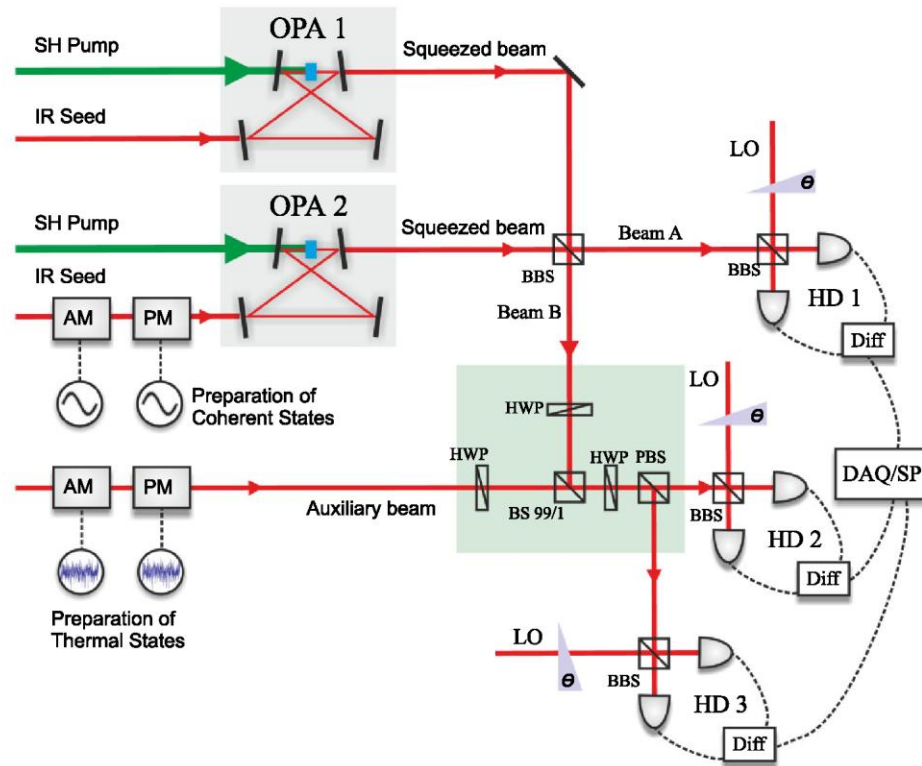 OPA 1
SH Pump
Squeezed beam
IR Seed
LO
θ
OPA 2
SH Pump
Squeezed beam
Beam A
BBS
BBS
IR Seed
HD 1
AM
PM
Beam B
Diff
LO
Preparation of
Coherent States
HWP
θ
HWP
HWP
PBS
DAQ/SP
AM
PM
Auxiliary beam
BS 99/1
BBS
HD 2
Diff
Preparation of
Thermal States
LO
θ
BBS
HD 3
Diff